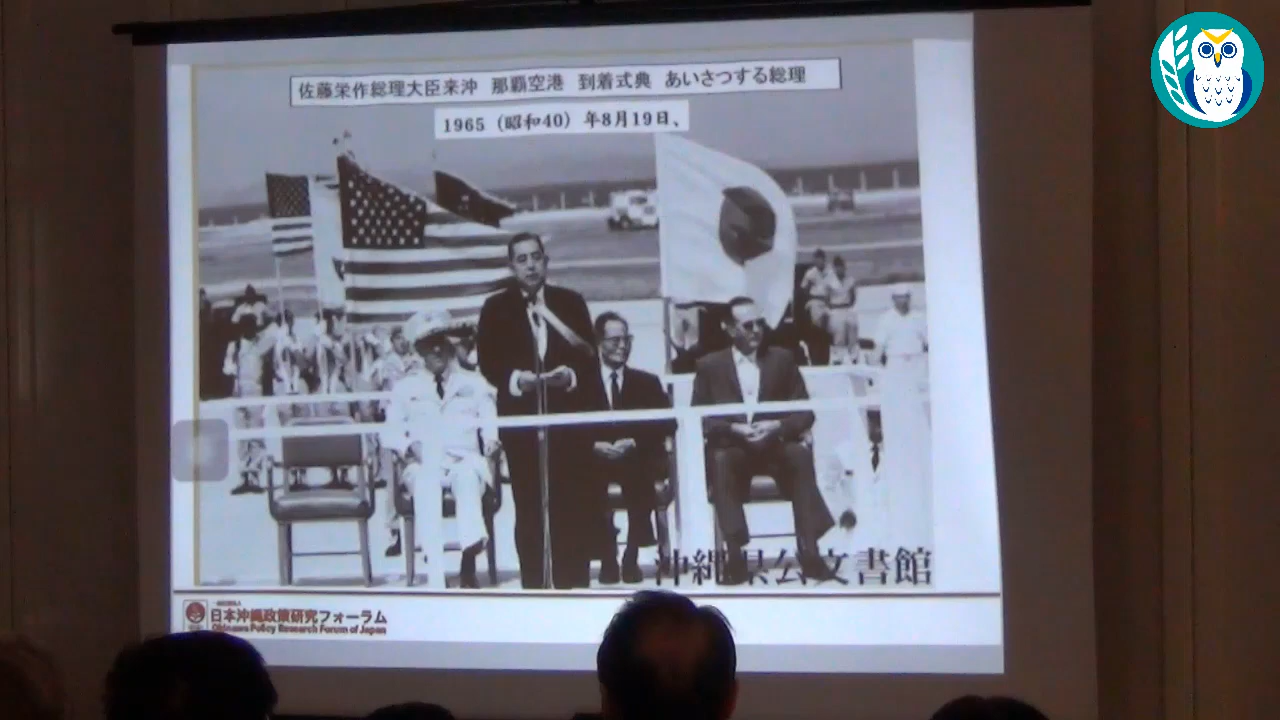 佐藤栄作総理大臣来沖 那覇空港 到着式典 あいさつする総理
1965（昭和40）年8月19日、
沖縄県公文書館
日本沖縄政策研究フォーラム
Okinawa Policy Research Forum of Japan